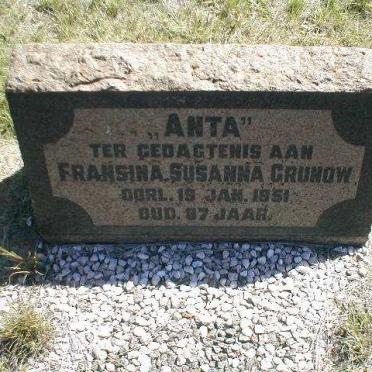 „ANTA”
TER GEDAGTENIS AAN
FRANSINA. SUSANNA GRUNOW
OORL. 19 JAN. 1951
OUD. 87 JAAR.